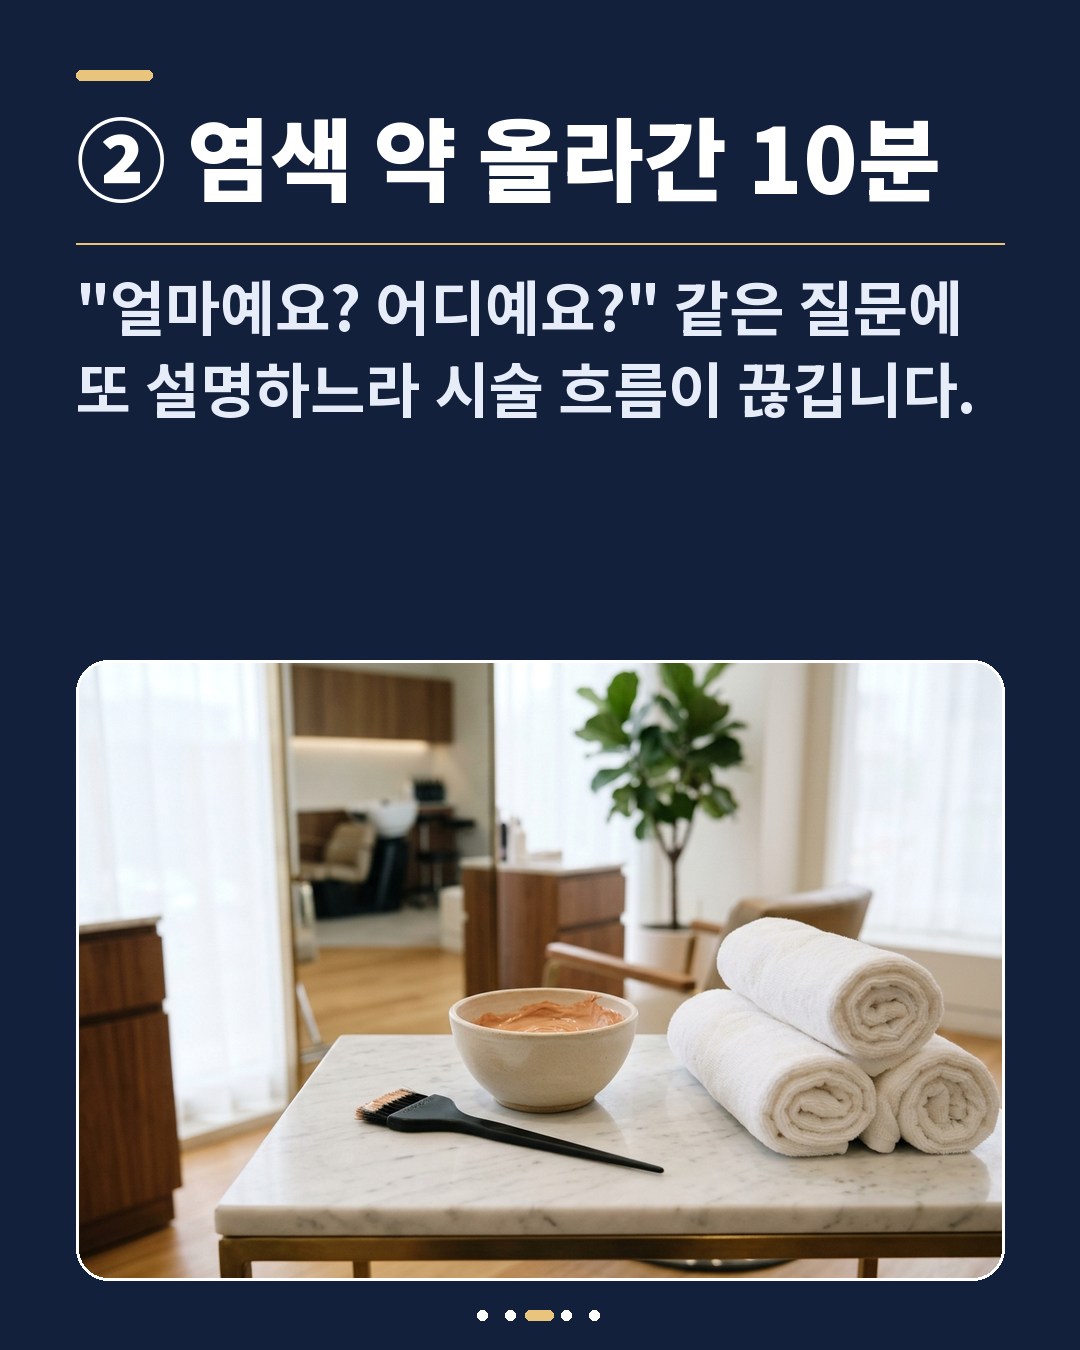 ② 염색 약 올라간 10분
"얼마예요? 어디예요?" 같은 질문에
또 설명하느라 시술 흐름이 끊깁니다.